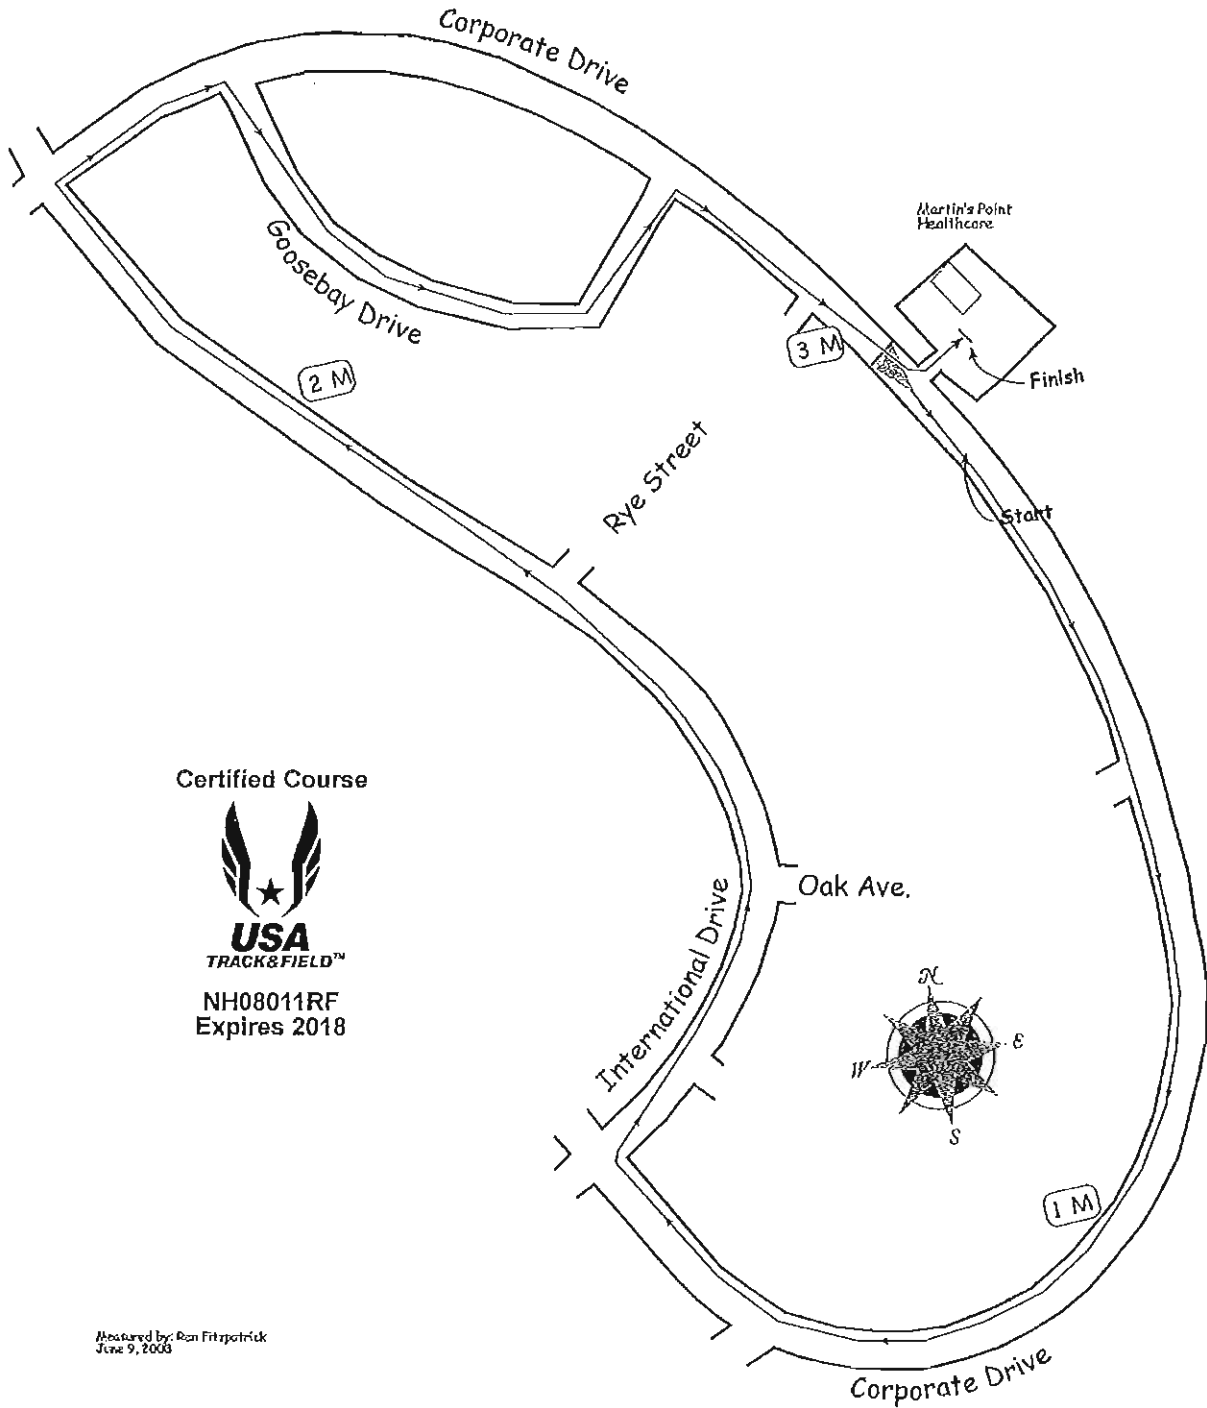 Corporate Drive
Martin's Point
Healthcare
Goosebay Drive
3 M
2 M
Finish
Rye Street
Start
Certified Course
USA
TRACK&FIELD™
NH08011RF
Expires 2018
Oak Ave.
International Drive
N
E
W
S
1 M
Measured by: Ron Fitzpatrick
June 9, 2008
Corporate Drive